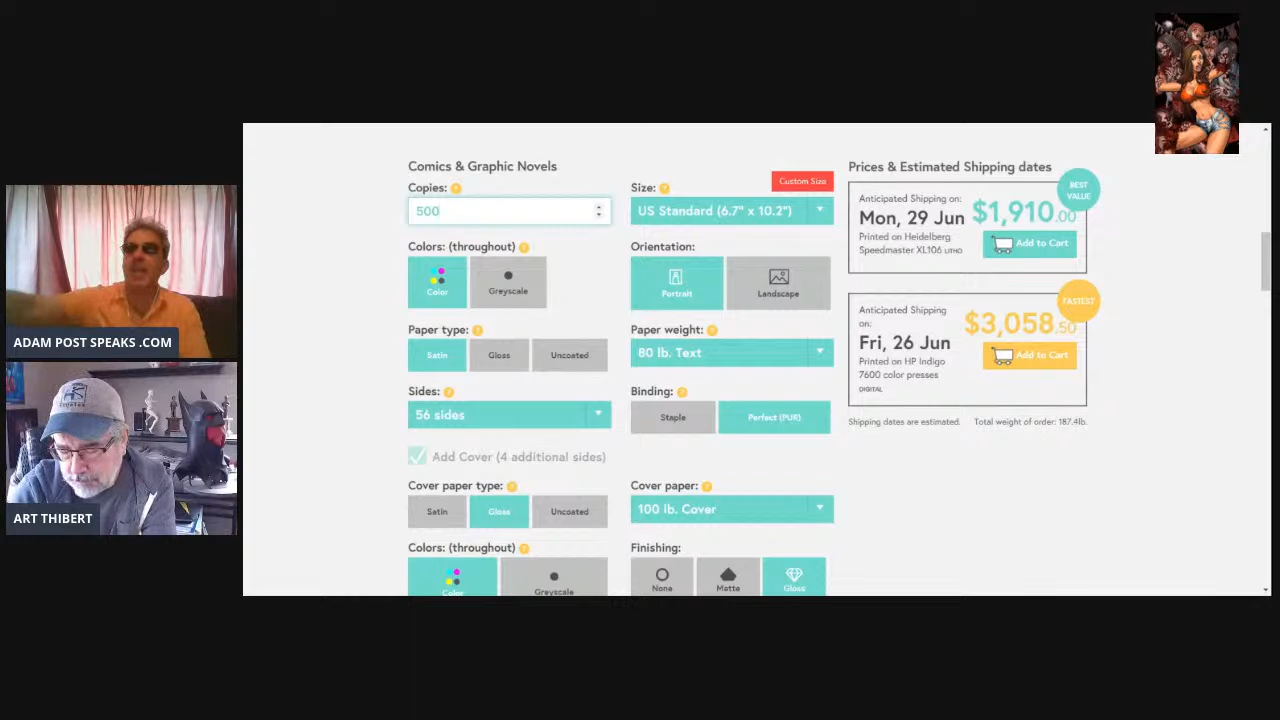 Comics & Graphic Novels
Copies: ?
500
Size: ?
Custom Size
US Standard (6.7" x 10.2")
Colors: (throughout) ?
Color
Greyscale
Orientation:
Portrait
Landscape
Paper type: ?
Satin
Gloss
Uncoated
Paper weight: ?
80 lb. Text
Sides: ?
56 sides
Binding: ?
Staple
Perfect (PUR)
Add Cover (4 additional sides)
Cover paper type: ?
Satin
Gloss
Uncoated
Cover paper: ?
100 lb. Cover
Colors: (throughout) ?
Color
Greyscale
Finishing:
None
Matte
Gloss
Prices & Estimated Shipping dates
BEST
VALUE
Anticipated Shipping on:
Mon, 29 Jun
$1,910.00
Printed on Heidelberg
Speedmaster XL106 LITHO
Add to Cart
FASTEST
Anticipated Shipping
on:
Fri, 26 Jun
$3,058.50
Printed on HP Indigo
7600 color presses
DIGITAL
Add to Cart
Shipping dates are estimated.
Total weight of order: 187.4lb.
ADAM POST SPEAKS .COM
ART THIBERT